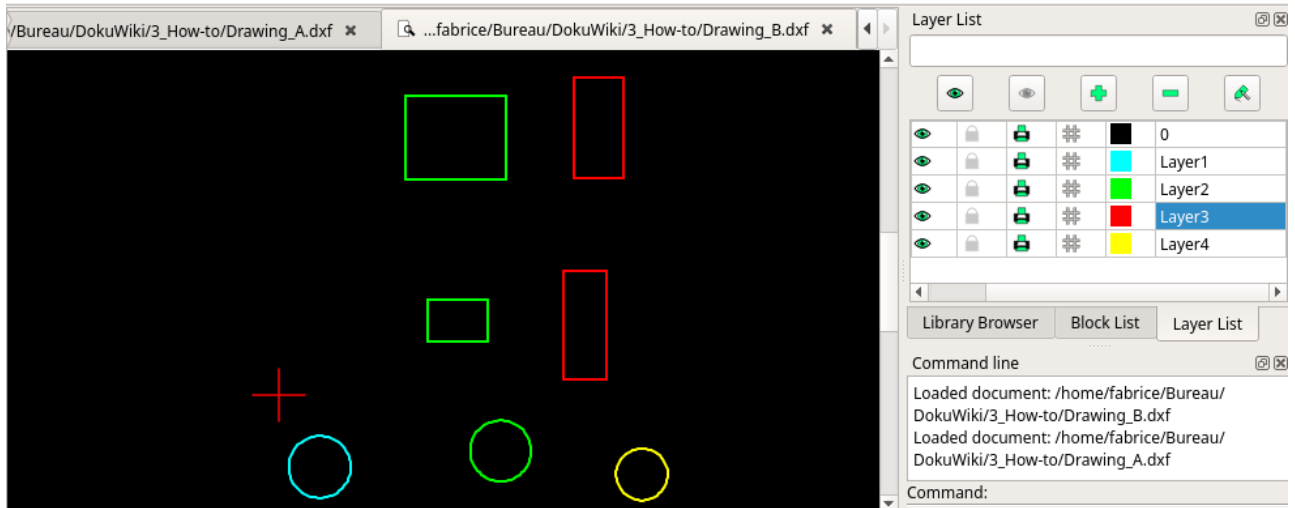 /Bureau/DokuWiki/3_How-to/Drawing_A.dxf
...fabrice/Bureau/DokuWiki/3_How-to/Drawing_B.dxf
Layer List
0
Layer1
Layer2
Layer3
Layer4
Library Browser
Block List
Layer List
Command line
Loaded document: /home/fabrice/Bureau/
DokuWiki/3_How-to/Drawing_B.dxf
Loaded document: /home/fabrice/Bureau/
DokuWiki/3_How-to/Drawing_A.dxf
Command: